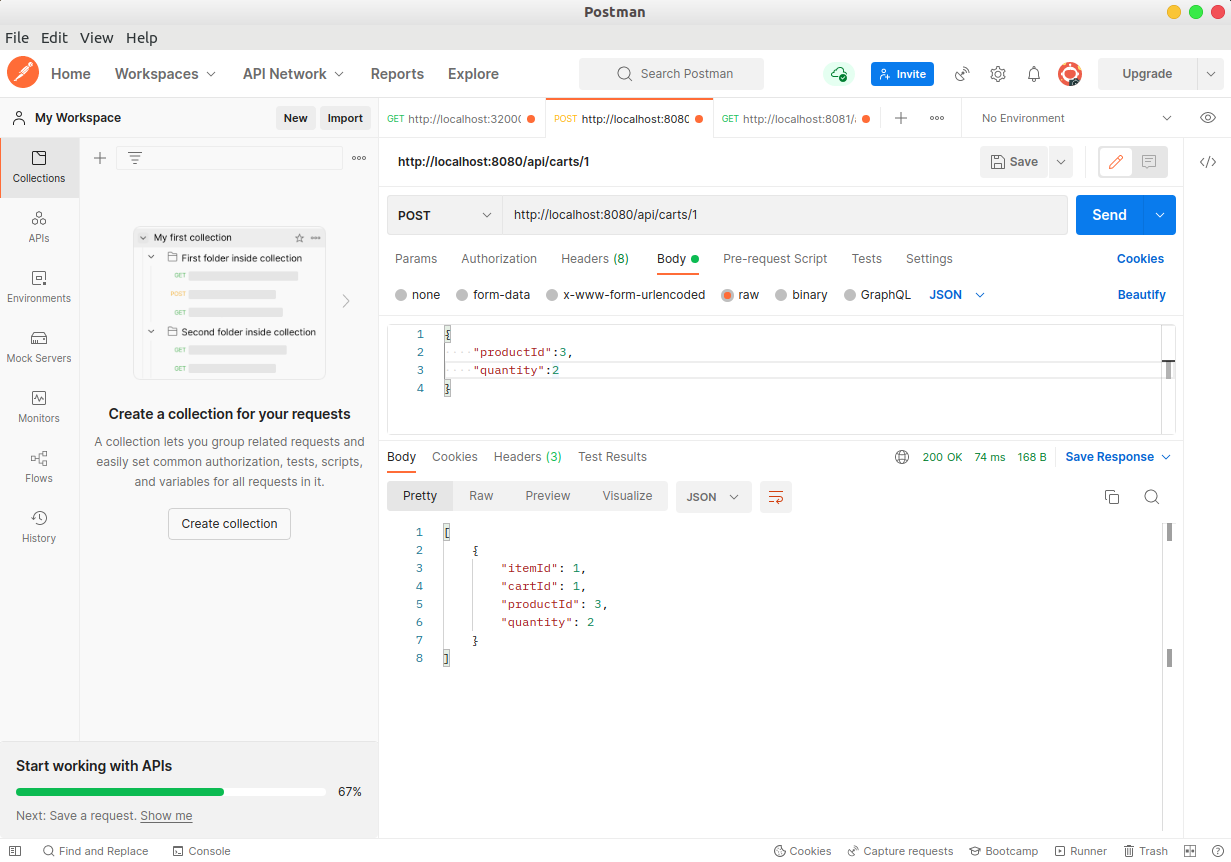 Postman
File Edit View Help
Home Workspaces API Network Reports Explore Search Postman Invite Upgrade
My Workspace New Import GET http://localhost:3200 POST http://localhost:8080 GET http://localhost:8081/ No Environment
Collections
APIs
Environments
Mock Servers
Monitors
Flows
History
My first collection
First folder inside collection
GET
POST
GET
Second folder inside collection
GET
GET
Create a collection for your requests
A collection lets you group related requests and
easily set common authorization, tests, scripts,
and variables for all requests in it.
Create collection
Start working with APIs
67%
Next: Save a request. Show me
http://localhost:8080/api/carts/1 Save
POST http://localhost:8080/api/carts/1 Send
Params Authorization Headers (8) Body Pre-request Script Tests Settings Cookies
none form-data x-www-form-urlencoded raw binary GraphQL JSON Beautify
1 {
2 "productId":3,
3 "quantity":2
4 }
Body Cookies Headers (3) Test Results 200 OK 74 ms 168 B Save Response
Pretty Raw Preview Visualize JSON
1 [
2 {
3 "itemId": 1,
4 "cartId": 1,
5 "productId": 3,
6 "quantity": 2
7 }
8 ]
Find and Replace Console Cookies Capture requests Bootcamp Runner Trash